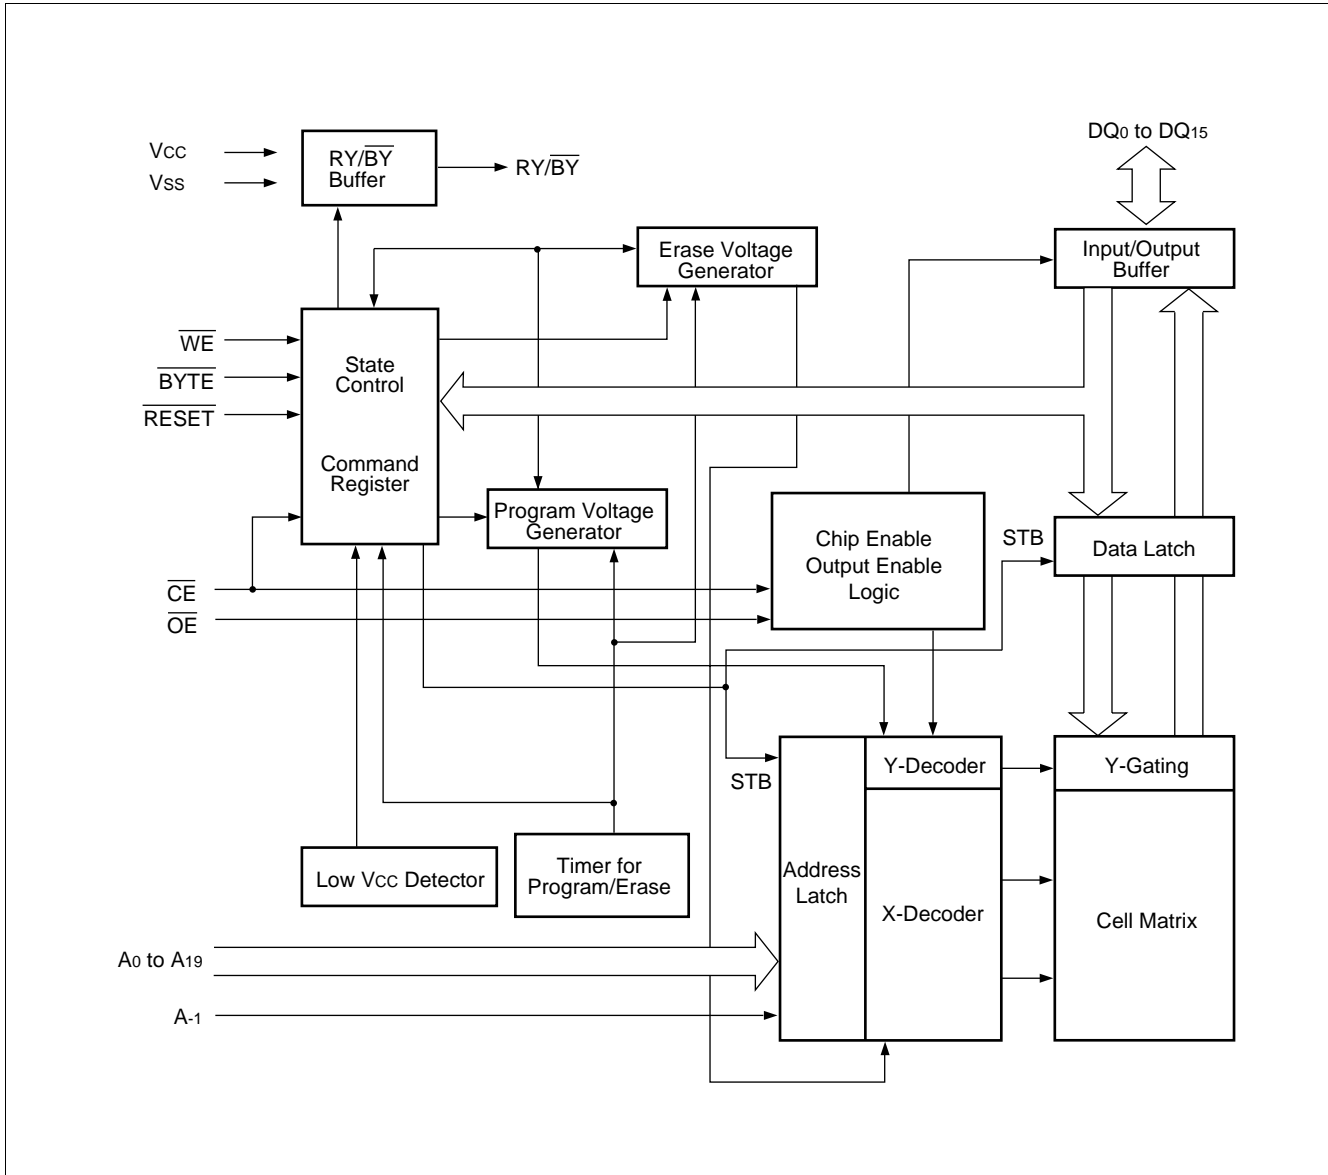 VCC
VSS
RY/BY
Buffer
RY/BY
DQ0 to DQ15
Erase Voltage
Generator
Input/Output
Buffer
WE
BYTE
RESET
State
Control
Command
Register
Program Voltage
Generator
Chip Enable
Output Enable
Logic
STB
Data Latch
CE
OE
STB
Y-Decoder
Y-Gating
Address
Latch
X-Decoder
Cell Matrix
Low VCC Detector
Timer for
Program/Erase
A0 to A19
A-1